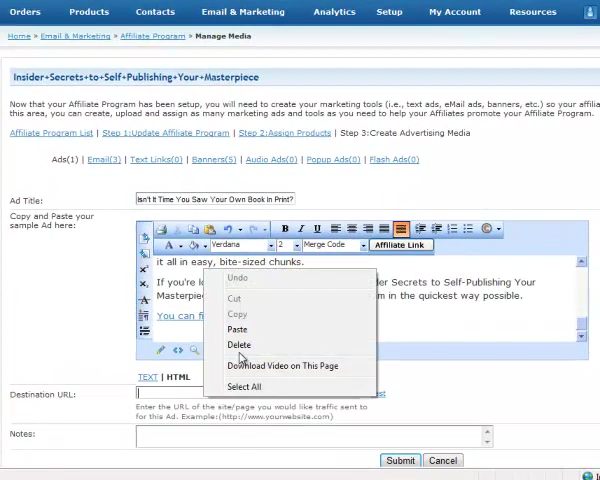 Orders Products Contacts Email & Marketing Analytics Setup My Account Resources
Home » Email & Marketing » Affiliate Program » Manage Media
Insider+Secrets+to+Self+Publishing+Your+Masterpiece
Now that your Affiliate Program has been setup, you will need to create your marketing tools (i.e., text ads, eMail ads, banners, etc.) so your affilia
this area, you can create, upload and assign as many marketing ads and tools as you need to help your Affiliates promote your Affiliate Program.
Affiliate Program List | Step 1:Update Affiliate Program | Step 2:Assign Products | Step 3:Create Advertising Media
Ads(1) | Email(3) | Text Links(0) | Banners(5) | Audio Ads(0) | Popup Ads(0) | Flash Ads(0)
Ad Title: Isn't It Time You Saw Your Own Book In Print?
Copy and Paste your
sample Ad here:
B I U
A Verdana 2 Merge Code Affiliate Link
it all in easy, bite-sized chunks.
If you're lo
der Secrets to Self-Publishing Your
Masterpiec
m in the quickest way possible.
You can fi
Undo
Cut
Copy
Paste
Delete
Download Video on This Page
Select All
TEXT | HTML
Destination URL:
Enter the URL of the site/page you would like traffic sent to
for this Ad. Example:(http://www.yourwebsite.com)
Notes:
Submit Cancel